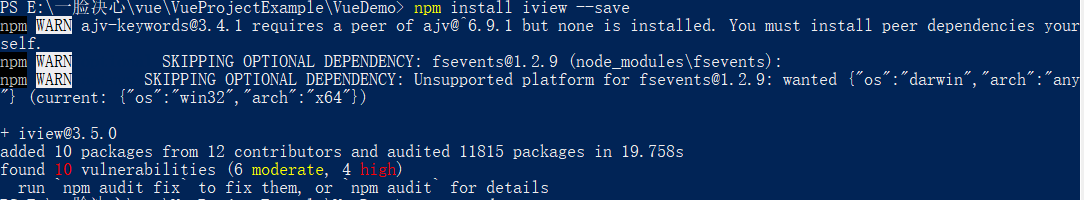 PS E:\一脸决心\vue\VueProjectExample\VueDemo> npm install iview --save
npm WARN ajv-keywords@3.4.1 requires a peer of ajv@^6.9.1 but none is installed. You must install peer dependencies your
self.
npm WARN SKIPPING OPTIONAL DEPENDENCY: fsevents@1.2.9 (node_modules\fsevents):
npm WARN SKIPPING OPTIONAL DEPENDENCY: Unsupported platform for fsevents@1.2.9: wanted {"os":"darwin","arch":"any
"} (current: {"os":"win32","arch":"x64"})
+ iview@3.5.0
added 10 packages from 12 contributors and audited 11815 packages in 19.758s
found 10 vulnerabilities (6 moderate, 4 high)
run `npm audit fix` to fix them, or `npm audit` for details